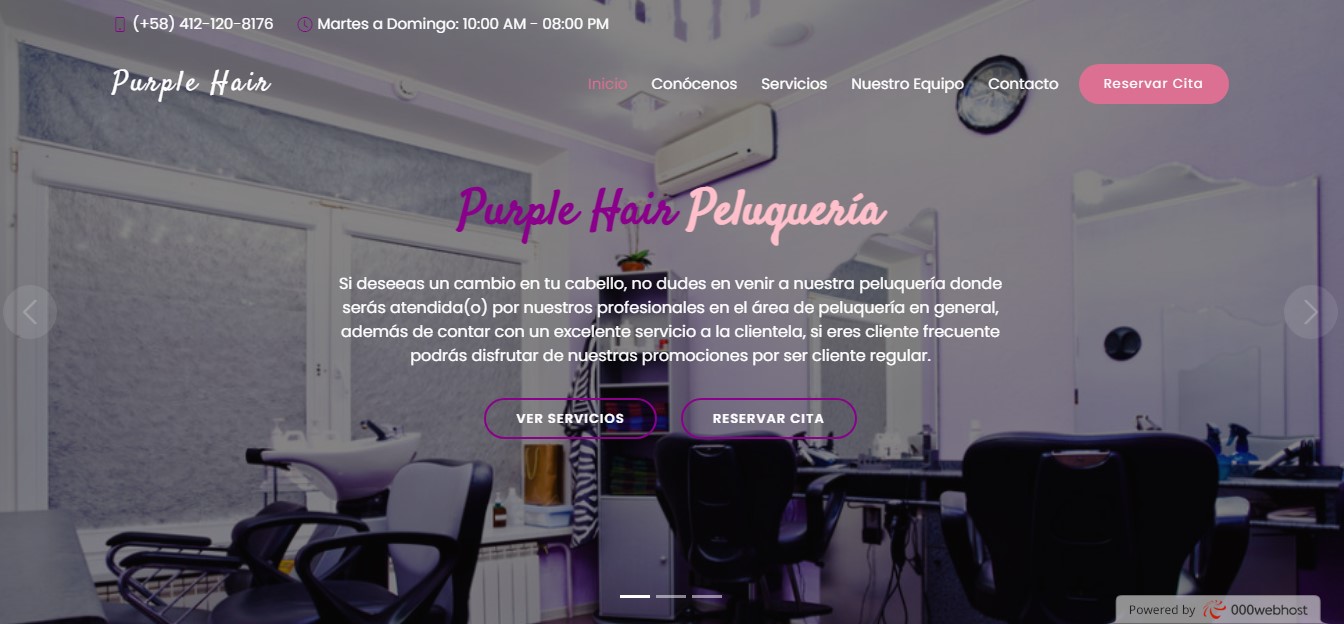 (+58) 412-120-8176 Martes a Domingo: 10:00 AM - 08:00 PM
Purple Hair
Inicio Conócenos Servicios Nuestro Equipo Contacto Reservar Cita
Purple Hair Peluquería
Si deseeas un cambio en tu cabello, no dudes en venir a nuestra peluquería donde
serás atendida(o) por nuestros profesionales en el área de peluquería en general,
además de contar con un excelente servicio a la clientela, si eres cliente frecuente
podrás disfrutar de nuestras promociones por ser cliente regular.
VER SERVICIOS RESERVAR CITA
Powered by 000webhost